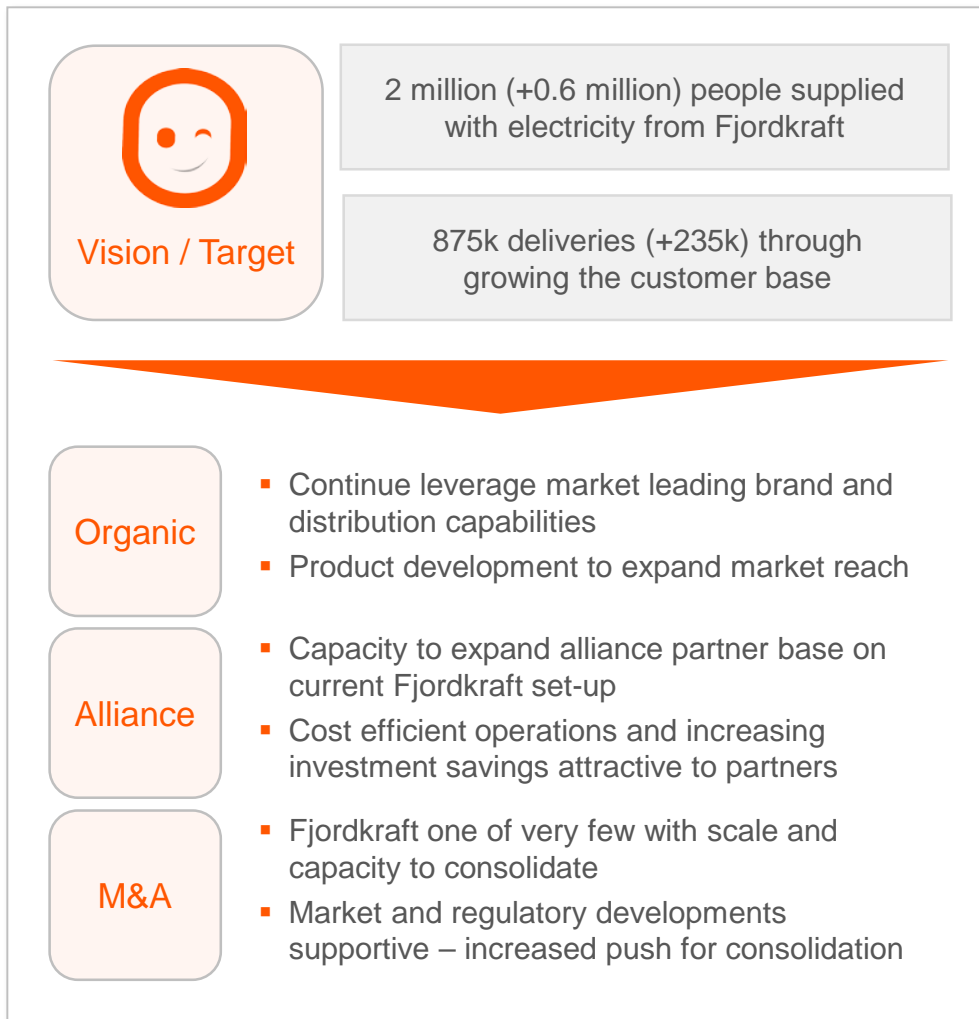 Vision / Target
2 million (+0.6 million) people supplied
with electricity from Fjordkraft
875k deliveries (+235k) through
growing the customer base
Organic
▪ Continue leverage market leading brand and
distribution capabilities
▪ Product development to expand market reach
Alliance
▪ Capacity to expand alliance partner base on
current Fjordkraft set-up
▪ Cost efficient operations and increasing
investment savings attractive to partners
M&A
▪ Fjordkraft one of very few with scale and
capacity to consolidate
▪ Market and regulatory developments
supportive – increased push for consolidation